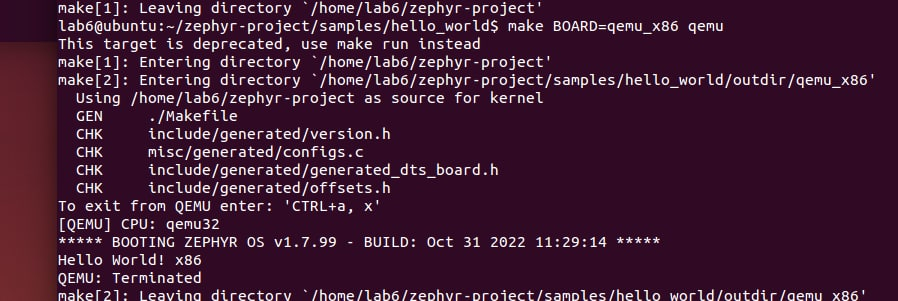 make[1]: Leaving directory `/home/lab6/zephyr-project'
lab6@ubuntu:~/zephyr-project/samples/hello_world$ make BOARD=qemu_x86 qemu
This target is deprecated, use make run instead
make[1]: Entering directory `/home/lab6/zephyr-project'
make[2]: Entering directory `/home/lab6/zephyr-project/samples/hello_world/outdir/qemu_x86'
  Using /home/lab6/zephyr-project as source for kernel
  GEN     ./Makefile
  CHK     include/generated/version.h
  CHK     misc/generated/configs.c
  CHK     include/generated/generated_dts_board.h
  CHK     include/generated/offsets.h
To exit from QEMU enter: 'CTRL+a, x'
[QEMU] CPU: qemu32
***** BOOTING ZEPHYR OS v1.7.99 - BUILD: Oct 31 2022 11:29:14 *****
Hello World! x86
QEMU: Terminated
make[2]: Leaving directory `/home/lab6/zephyr-project/samples/hello_world/outdir/qemu_x86'